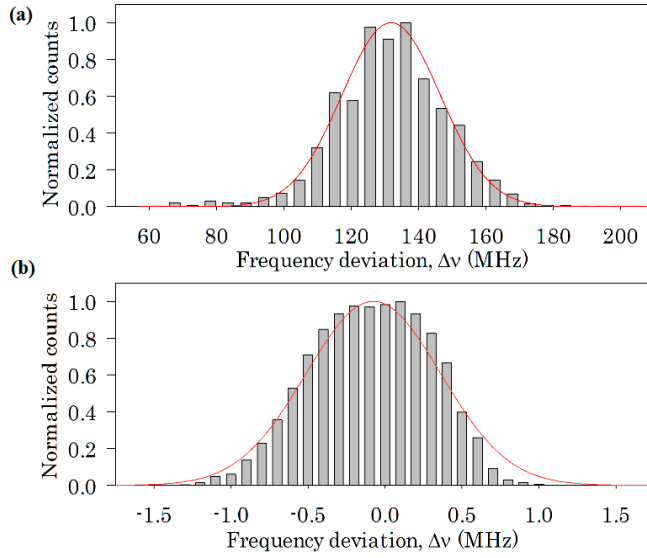 (a)
Normalized counts
1.0
0.8
0.6
0.4
0.2
0.0
60 80 100 120 140 160 180 200
Frequency deviation, Δν (MHz)
(b)
Normalized counts
1.0
0.8
0.6
0.4
0.2
0.0
-1.5 -1.0 -0.5 0.0 0.5 1.0 1.5
Frequency deviation, Δν (MHz)